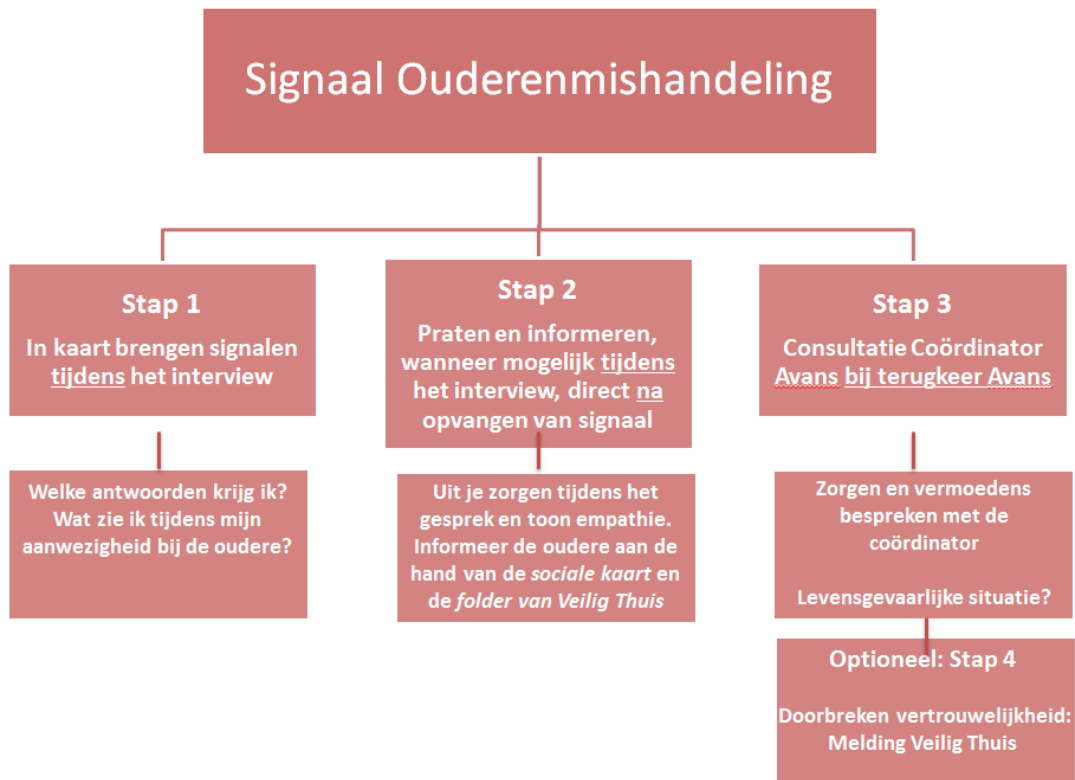 Signaal Ouderenmishandeling
Stap 1
In kaart brengen signalen
tijdens het interview
Welke antwoorden krijg ik?
Wat zie ik tijdens mijn
aanwezigheid bij de oudere?
Stap 2
Praten en informeren,
wanneer mogelijk tijdens
het interview, direct na
opvangen van signaal
Uit je zorgen tijdens het
gesprek en toon empathie.
Informeer de oudere aan de
hand van de sociale kaart en
de folder van Veilig Thuis
Stap 3
Consultatie Coördinator
Avans bij terugkeer Avans
Zorgen en vermoedens
bespreken met de
coördinator
Levensgevaarlijke situatie?
Optioneel: Stap 4
Doorbreken vertrouwelijkheid:
Melding Veilig Thuis